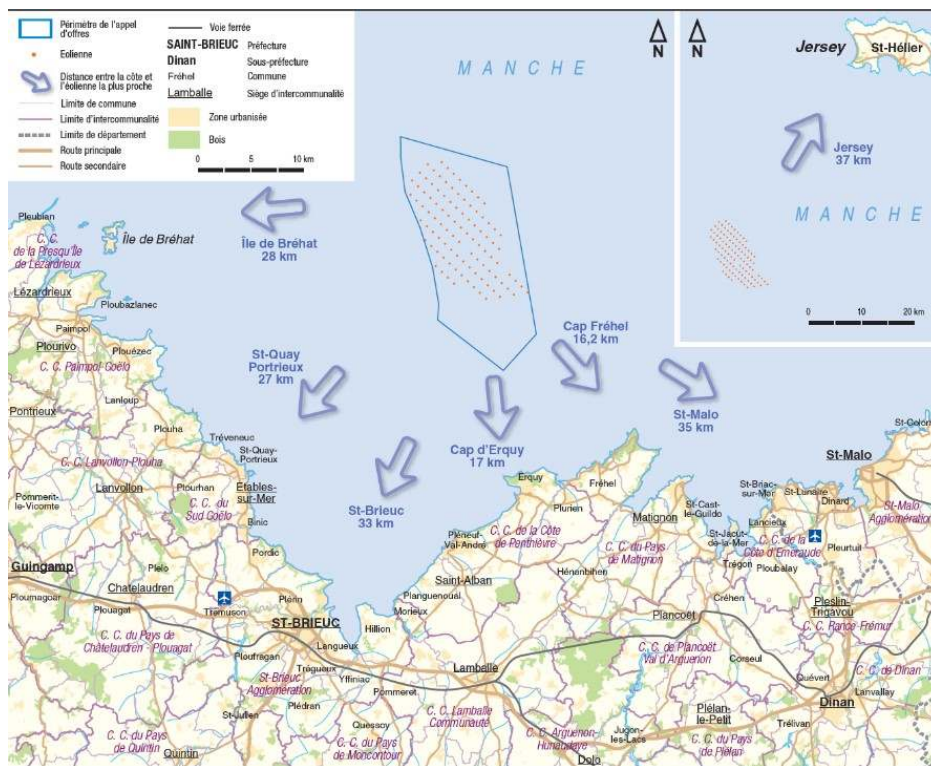 Périmètre de l'appel
d'offres
Eolienne
Distance entre la côte et
l'éolienne la plus proche
Limite de commune
Limite d'intercommunalité
Limite de département
Route principale
Route secondaire
Voie ferrée
SAINT-BRIEUC Préfecture
Dinan Sous-préfecture
Fréhel Commune
Lamballe Siège d'intercommunalité
Zone urbanisée
Bois
0 5 10 km
N
N
MANCHE
Jersey
St-Hélier
Jersey
37 km
MANCHE
0 10 20 km
Île de Bréhat
28 km
Pleubian
Île de Bréhat
C. C.
de la Presqu'Île
de Lézardrieux
Lézardrieux
Ploubazlanec
Paimpol
Plourivo
Plouézec
C. C. Paimpol-Goëlo
Lanloup
Pontrieux
Plouha
Tréveneuc
St-Quay-
Portrieux
C. C. Lanvollon-Plouha
Lanvollon
Plourhan
Étables-
sur-Mer
Pommerit-
le-Vicomte
C. C. du
Sud Goëlo
Binic
St-Quay
Portrieux
27 km
St-Brieuc
33 km
Cap d'Erquy
17 km
Cap Fréhel
16,2 km
St-Malo
35 km
St-Malo
St-Malo
Agglomération
Erquy
Fréhel
Plurien
Pléneuf-
Val-André
C. C. de la Côte
de Penthièvre
Matignon
St-Cast-
le-Guildo
St-Jacut-
de-la-Mer
St-Briac-
sur-Mer
St-Lunaire
Dinard
Lancieux
C. C. de la
Côte d'Emeraude
Pleurtuit
Trégon
Ploubalay
C. C. du Pays
de Matignon
Hénanbihen
Saint-Alban
Planguenoual
Morieux
Créhen
Pleslin-
Trigavou
C. C. Rance-Frémur
Plancoët
C. C. de Plancoët
Val d'Arguenon
Corseul
Quévert
C. C. de Dinan
Lanvallay
Dinan
Trélivan
Plélan-
le-Petit
C. C. du Pays
de Plélan
Jugon-
les-Lacs
C. C. Arguenon-
Hunaudaye
Dolo
Pordic
Guingamp
Plélo
Chatelaudren
Ploumagoar
Plouagat
Trémuson
Plérin
ST-BRIEUC
Hillion
Langueux
C. C. du Pays de
Châtelaudren - Plouagat
Ploufragan
Trégueux
Yffiniac
Lamballe
St-Brieuc
Agglomération
Pommeret
Plédran
St-Julien
Quessoy
C. C. Lamballe
Communauté
C. C. du Pays
de Quintin
Quintin
C. C. du Pays
de Moncontour